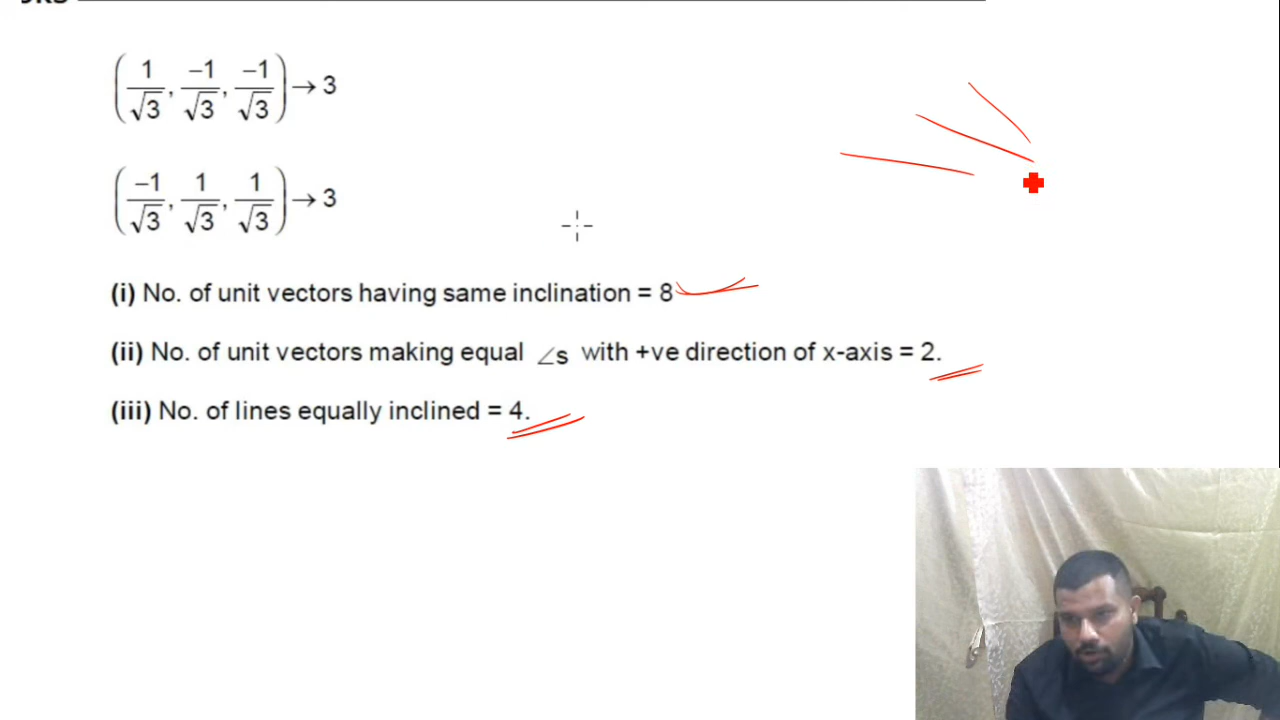 (1/√3, –1/√3, –1/√3) → 3
(–1/√3, 1/√3, 1/√3) → 3
(i) No. of unit vectors having same inclination = 8
(ii) No. of unit vectors making equal ∠s with +ve direction of x-axis = 2.
(iii) No. of lines equally inclined = 4.